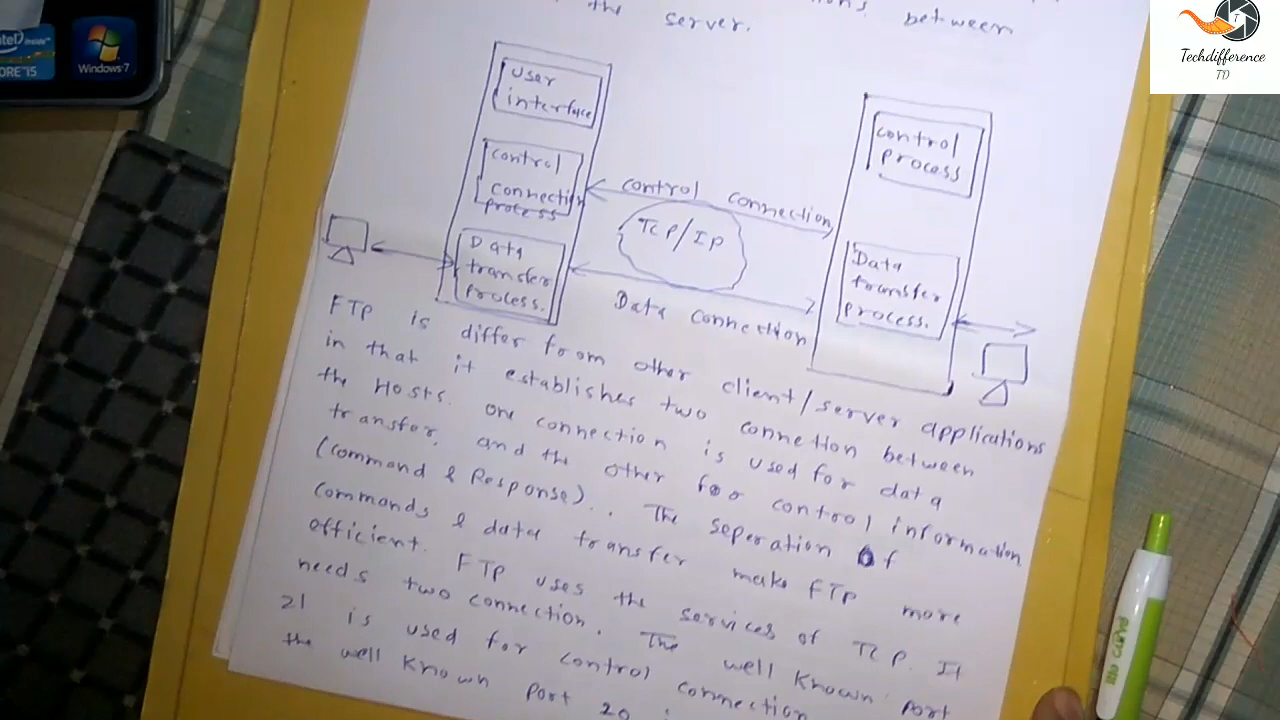 between
the server.
User
interface
control
connection
process
Data
transfer
process.
control connection
TCP/IP
Data connection
control
process
Data
transfer
process.
FTP is differ from other client/server applications
in that it establishes two connetion between
the Hosts. one connection is used for data
transfer, and the other for control information
(command & Response).. The seperation of
commands & data transfer make FTP more
efficient. FTP uses the services of TCP. It
needs two connection. The well known port
21 is used for control connection
the well known port 20
intel inside
CORE i5
Windows 7
Techdifference
TD